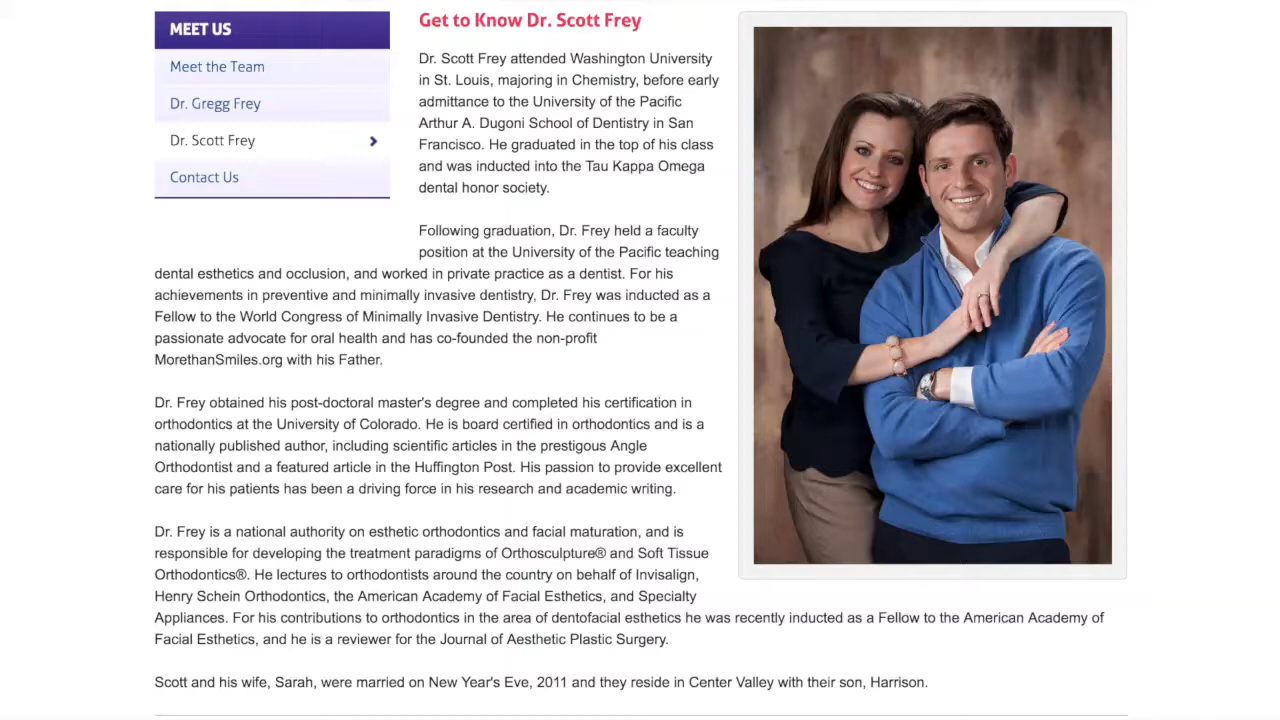 MEET US
Meet the Team
Dr. Gregg Frey
Dr. Scott Frey
Contact Us
Get to Know Dr. Scott Frey
Dr. Scott Frey attended Washington University
in St. Louis, majoring in Chemistry, before early
admittance to the University of the Pacific
Arthur A. Dugoni School of Dentistry in San
Francisco. He graduated in the top of his class
and was inducted into the Tau Kappa Omega
dental honor society.
Following graduation, Dr. Frey held a faculty
position at the University of the Pacific teaching
dental esthetics and occlusion, and worked in private practice as a dentist. For his
achievements in preventive and minimally invasive dentistry, Dr. Frey was inducted as a
Fellow to the World Congress of Minimally Invasive Dentistry. He continues to be a
passionate advocate for oral health and has co-founded the non-profit
MorethanSmiles.org with his Father.
Dr. Frey obtained his post-doctoral master's degree and completed his certification in
orthodontics at the University of Colorado. He is board certified in orthodontics and is a
nationally published author, including scientific articles in the prestigous Angle
Orthodontist and a featured article in the Huffington Post. His passion to provide excellent
care for his patients has been a driving force in his research and academic writing.
Dr. Frey is a national authority on esthetic orthodontics and facial maturation, and is
responsible for developing the treatment paradigms of Orthosculpture® and Soft Tissue
Orthodontics®. He lectures to orthodontists around the country on behalf of Invisalign,
Henry Schein Orthodontics, the American Academy of Facial Esthetics, and Specialty
Appliances. For his contributions to orthodontics in the area of dentofacial esthetics he was recently inducted as a Fellow to the American Academy of
Facial Esthetics, and he is a reviewer for the Journal of Aesthetic Plastic Surgery.
Scott and his wife, Sarah, were married on New Year's Eve, 2011 and they reside in Center Valley with their son, Harrison.